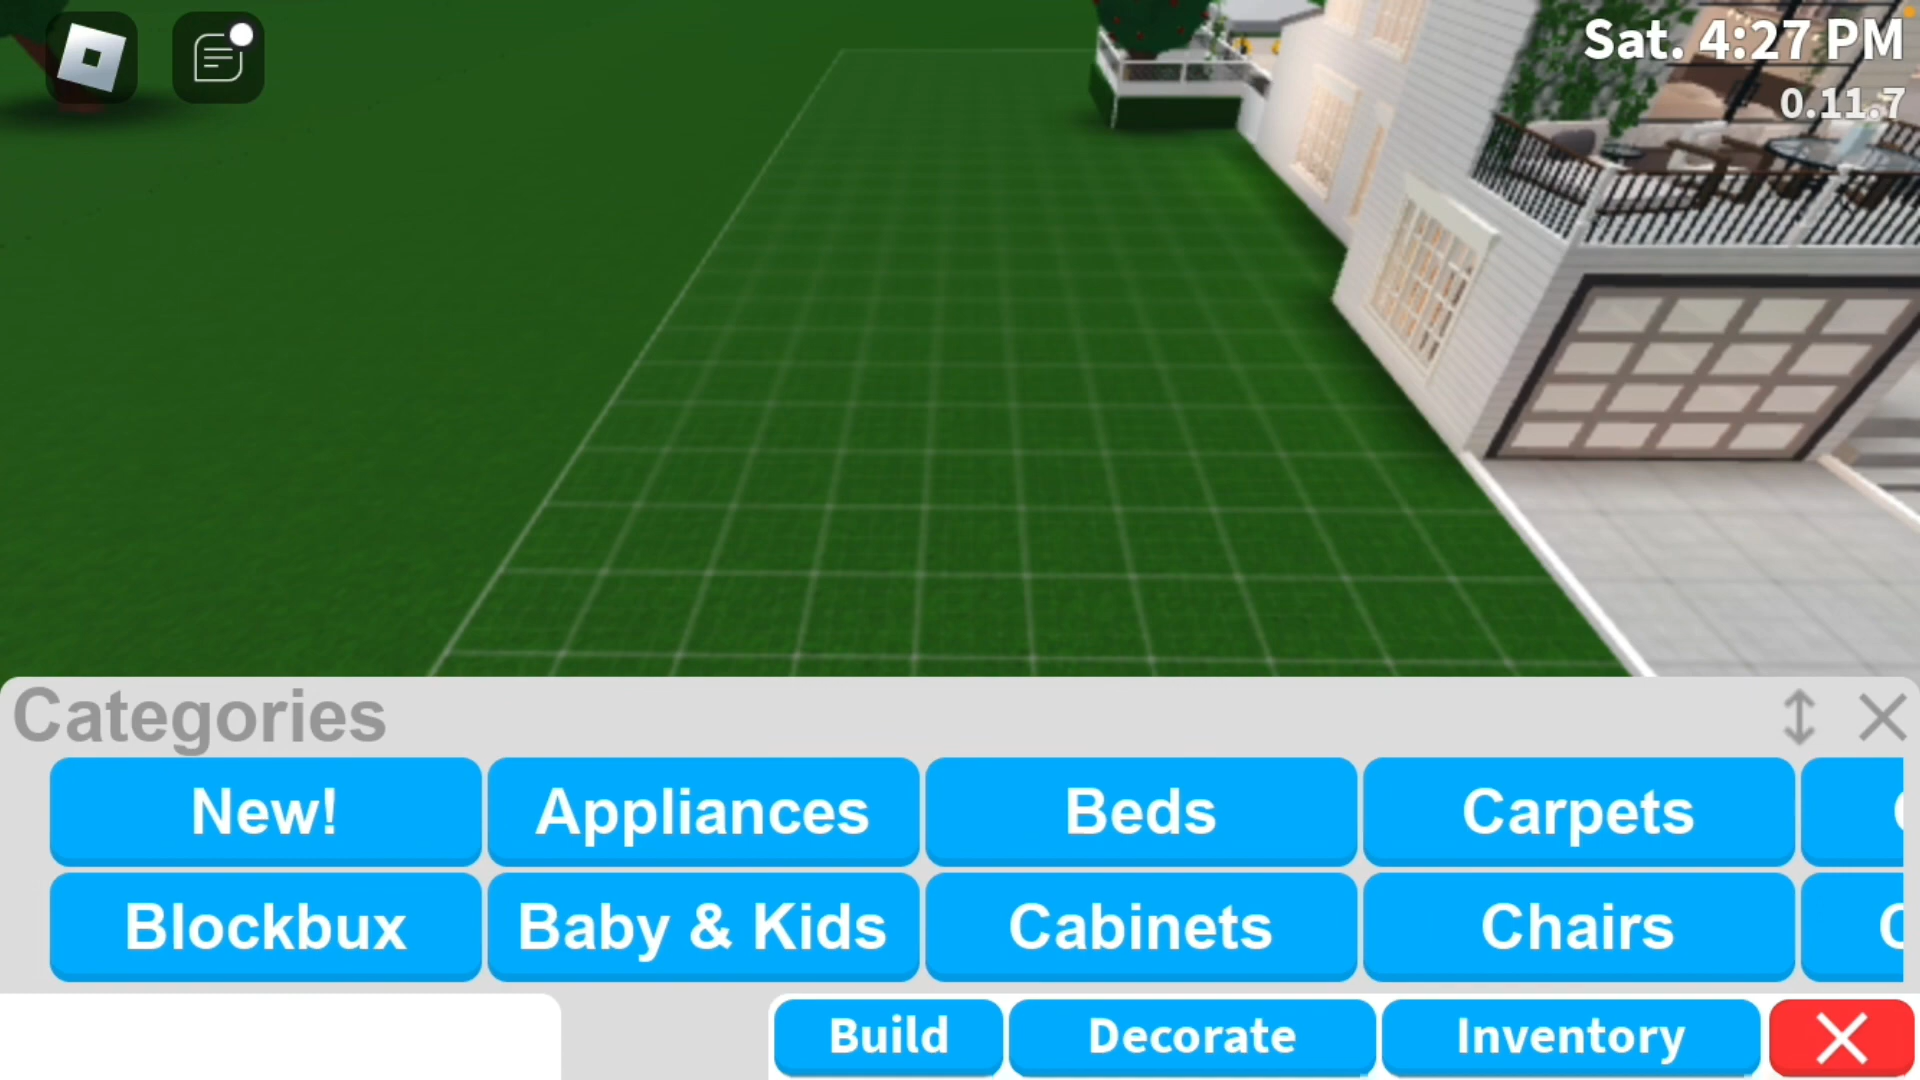 Sat. 4:27 PM
0.11.7
Categories
New! Appliances Beds Carpets
Blockbux Baby & Kids Cabinets Chairs
Build Decorate Inventory